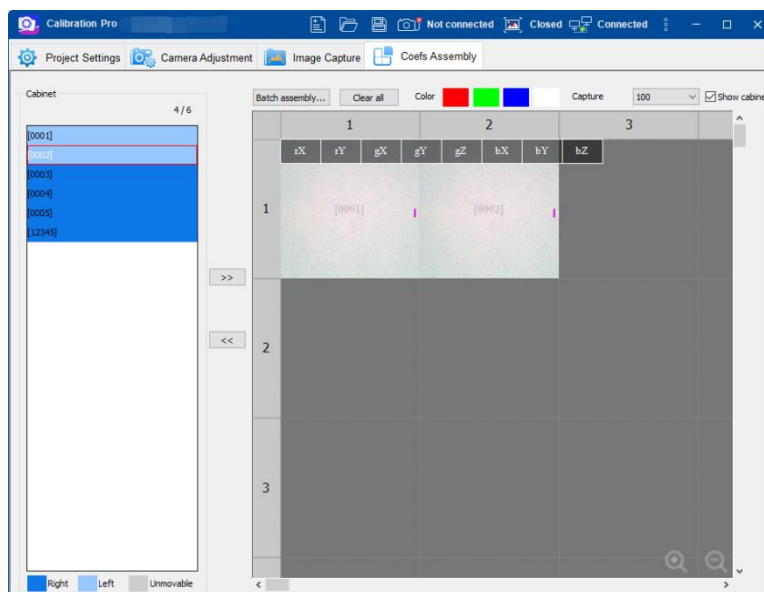 Calibration Pro
Not connected
Closed
Connected
Project Settings
Camera Adjustment
Image Capture
Coefs Assembly
Cabinet
4/6
[0001]
[0002]
[0003]
[0004]
[0005]
[12345]
Right
Left
Unmovable
>>
<<
Batch assembly...
Clear all
Color
Capture
100
Show cabine
1 2 3
rX rY gX gY gZ bX bY bZ
1
[0001] [0002]
2
3